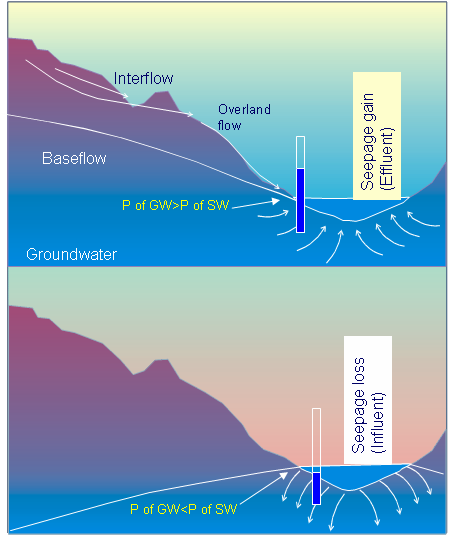 Interflow
Overland
flow
Baseflow
Seepage gain
(Effluent)
P of GW>P of SW
Groundwater
Seepage loss
(Influent)
P of GW<P of SW